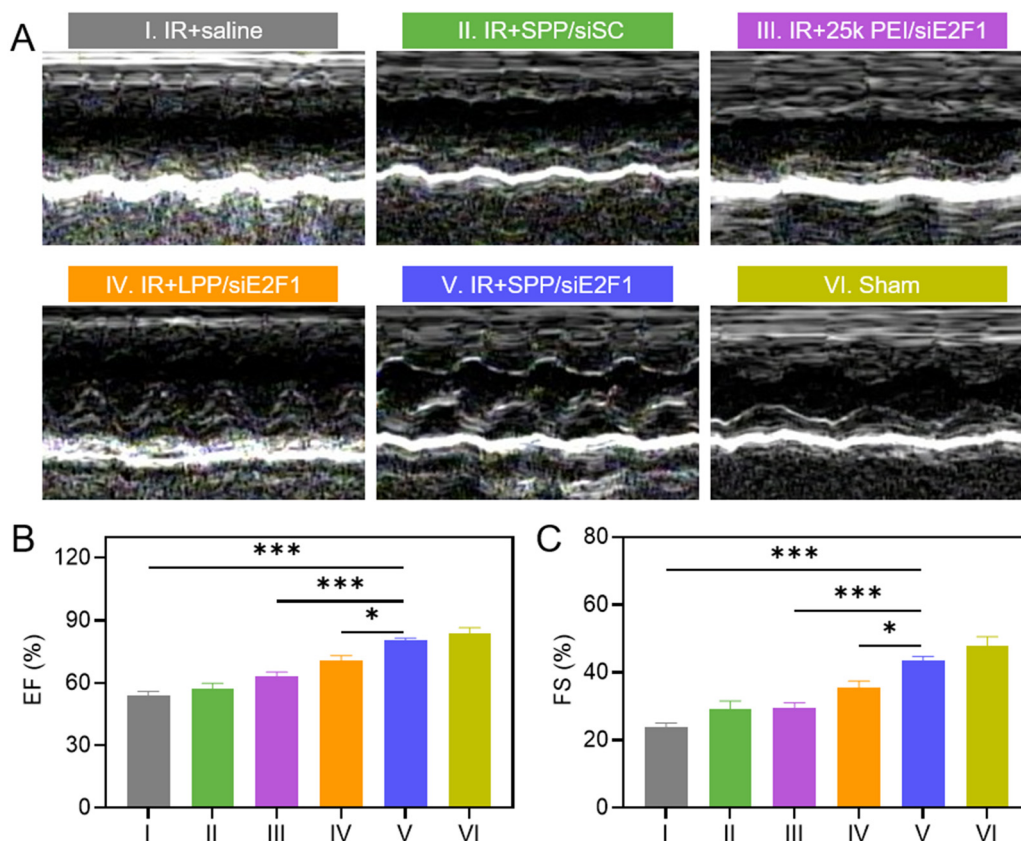 A
I. IR+saline
II. IR+SPP/siSC
III. IR+25k PEI/siE2F1
IV. IR+LPP/siE2F1
V. IR+SPP/siE2F1
VI. Sham
B
EF (%)
120
90
60
30
0
***
***
*
I II III IV V VI
C
FS (%)
80
60
40
20
0
***
***
*
I II III IV V VI